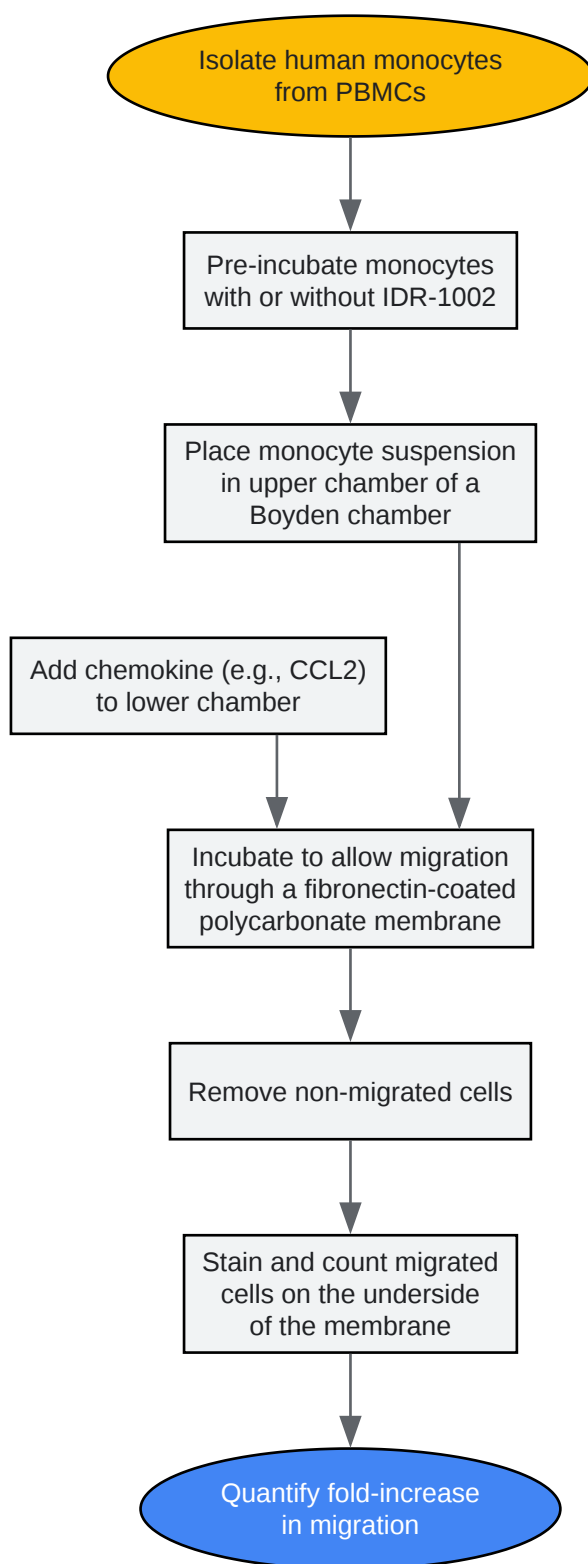 Isolate human monocytes
from PBMCs
Pre-incubate monocytes
with or without IDR-1002
Place monocyte suspension
in upper chamber of a
Boyden chamber
Add chemokine (e.g., CCL2)
to lower chamber
Incubate to allow migration
through a fibronectin-coated
polycarbonate membrane
Remove non-migrated cells
Stain and count migrated
cells on the underside
of the membrane
Quantify fold-increase
in migration